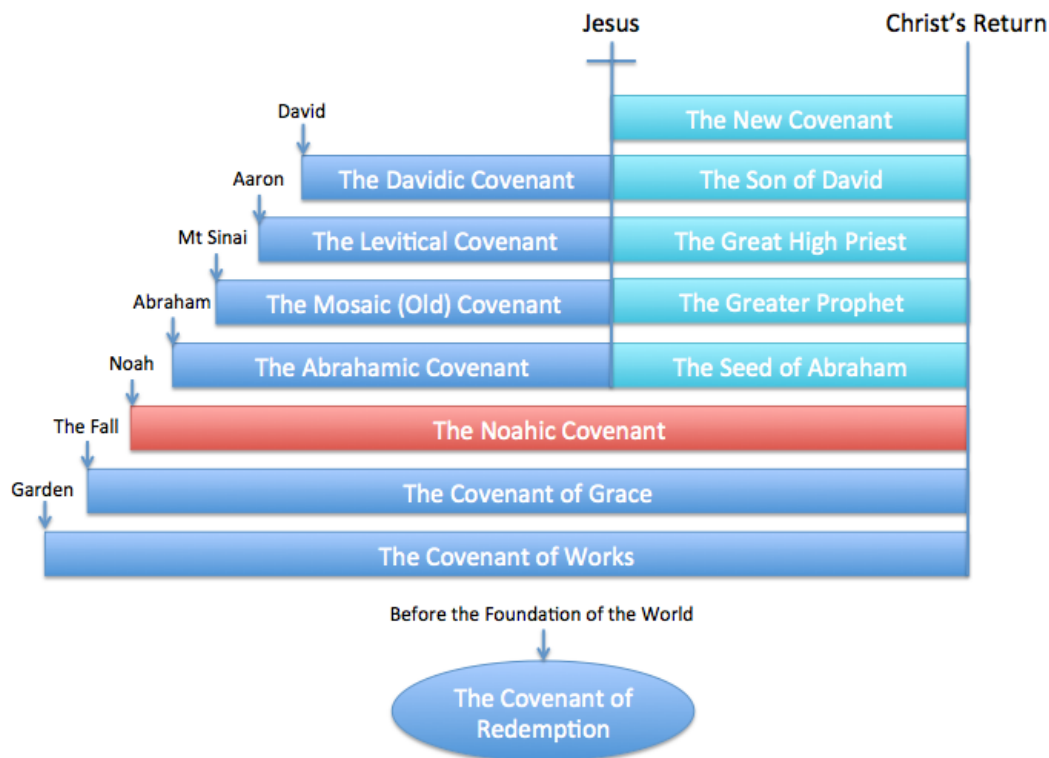 Jesus
Christ's Return
The New Covenant
David
The Davidic Covenant
The Son of David
Aaron
The Levitical Covenant
The Great High Priest
Mt Sinai
The Mosaic (Old) Covenant
The Greater Prophet
Abraham
The Abrahamic Covenant
The Seed of Abraham
Noah
The Noahic Covenant
The Fall
The Covenant of Grace
Garden
The Covenant of Works
Before the Foundation of the World
The Covenant of
Redemption